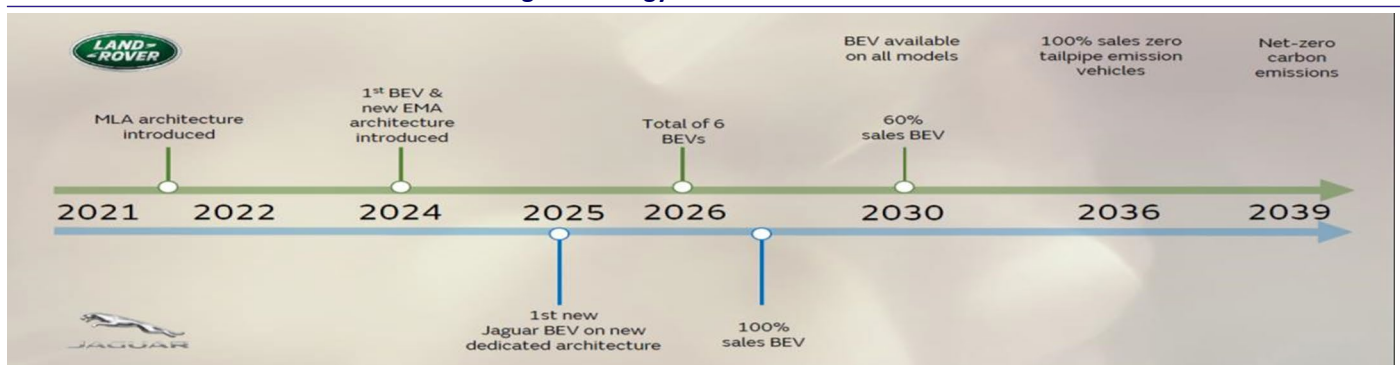 LAND-
-ROVER
BEV available
on all models
100% sales zero
tailpipe emission
vehicles
Net-zero
carbon
emissions
MLA architecture
introduced
1st BEV &
new EMA
architecture
introduced
Total of 6
BEVs
60%
sales BEV
2021 2022 2024 2025 2026 2030 2036 2039
1st new
Jaguar BEV on new
dedicated architecture
100%
sales BEV
JAGUAR